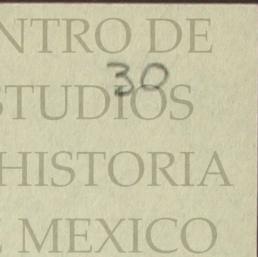 NTRO DE
30
STUDIOS
HISTORIA
E MEXICO